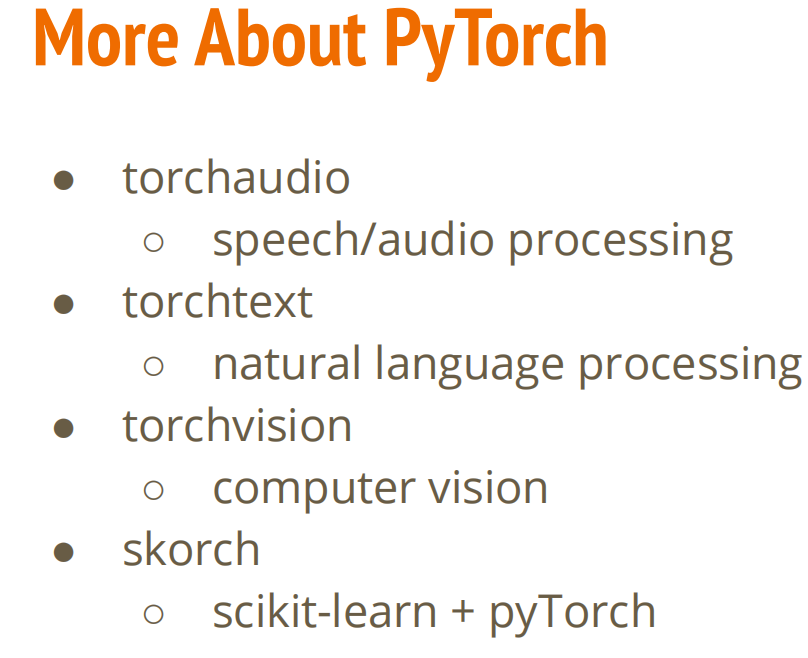 More About PyTorch
● torchaudio
○ speech/audio processing
● torchtext
○ natural language processing
● torchvision
○ computer vision
● skorch
○ scikit-learn + pyTorch